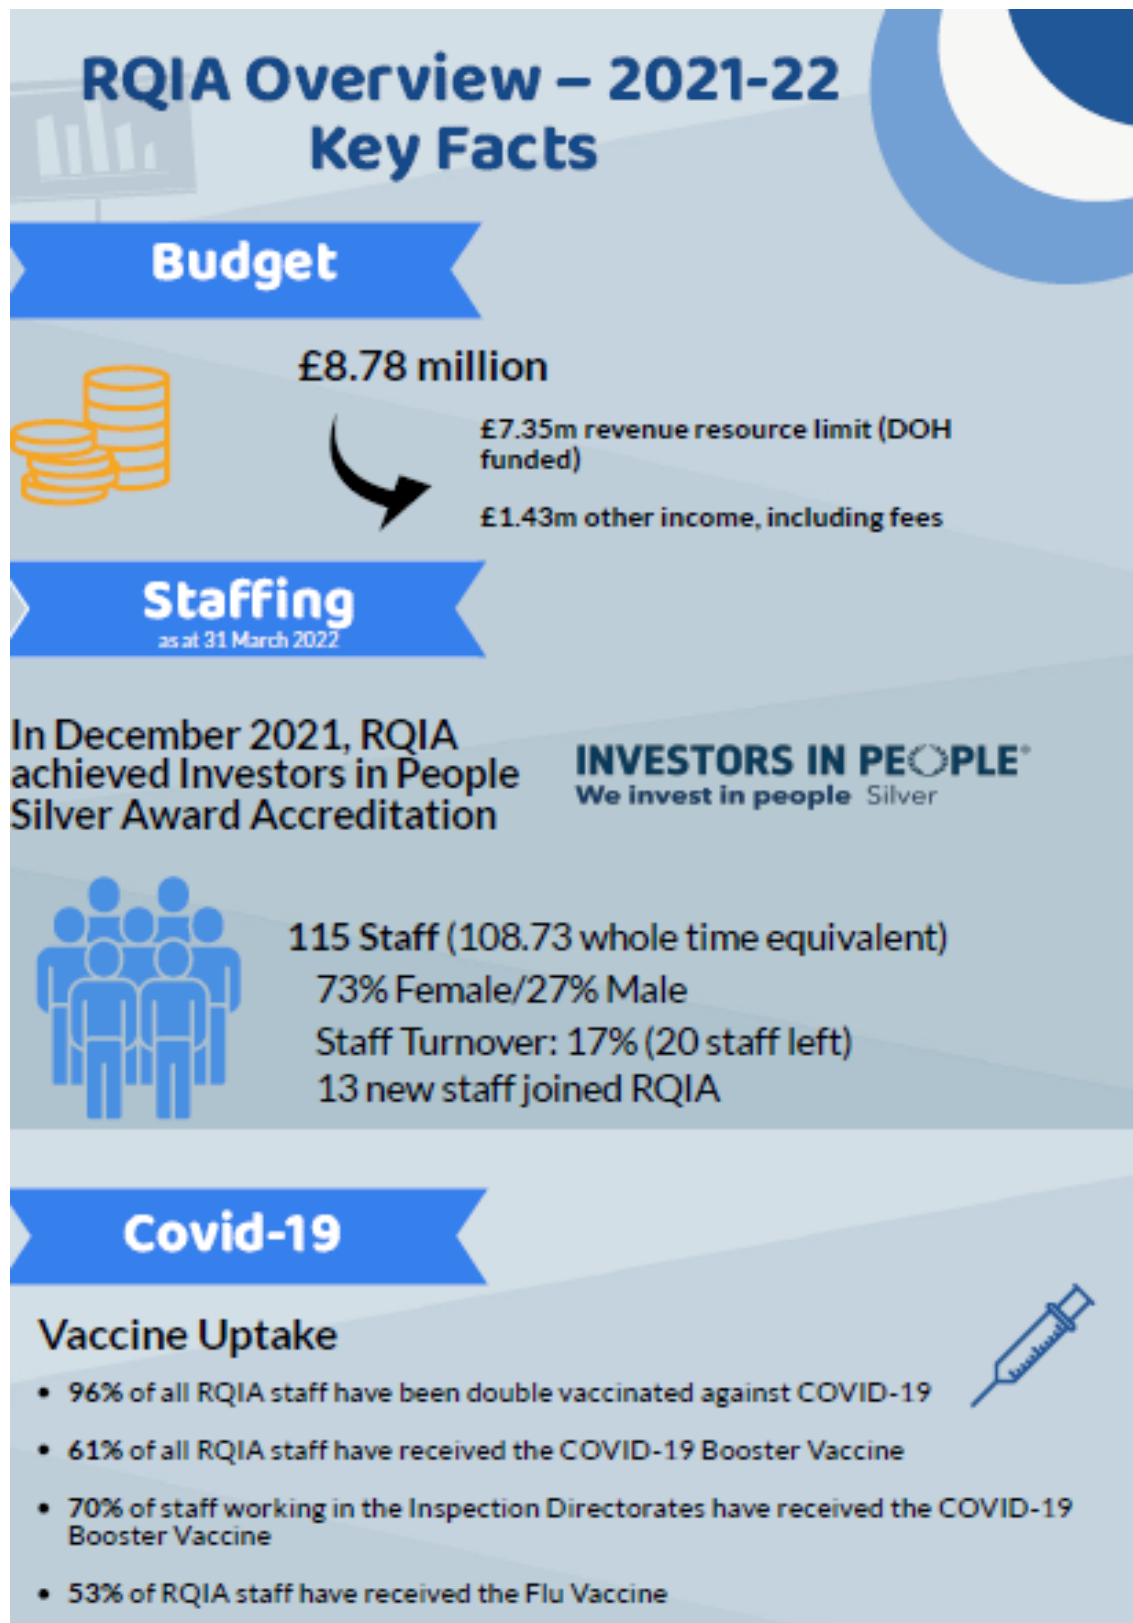 RQIA Overview – 2021-22
Key Facts
Budget
£8.78 million
£7.35m revenue resource limit (DOH
funded)
£1.43m other income, including fees
Staffing
as at 31 March 2022
In December 2021, RQIA
achieved Investors in People
Silver Award Accreditation
INVESTORS IN PEOPLE®
We invest in people Silver
115 Staff (108.73 whole time equivalent)
73% Female/27% Male
Staff Turnover: 17% (20 staff left)
13 new staff joined RQIA
Covid-19
Vaccine Uptake
• 96% of all RQIA staff have been double vaccinated against COVID-19
• 61% of all RQIA staff have received the COVID-19 Booster Vaccine
• 70% of staff working in the Inspection Directorates have received the COVID-19
Booster Vaccine
• 53% of RQIA staff have received the Flu Vaccine